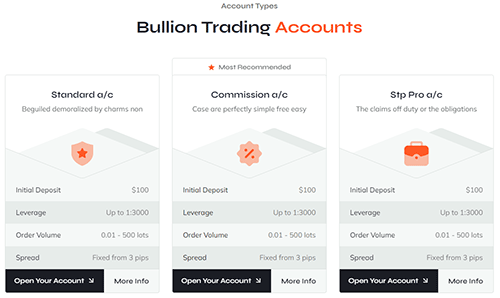 Account Types
Bullion Trading Accounts
Most Recommended
Standard a/c
Beguiled demoralized by charms non
Initial Deposit $100
Leverage Up to 1:3000
Order Volume 0.01 - 500 lots
Spread Fixed from 3 pips
Open Your Account More Info
Commission a/c
Case are perfectly simple free easy
Initial Deposit $100
Leverage Up to 1:3000
Order Volume 0.01 - 500 lots
Spread Fixed from 3 pips
Open Your Account More Info
Stp Pro a/c
The claims off duty or the obligations
Initial Deposit $100
Leverage Up to 1:3000
Order Volume 0.01 - 500 lots
Spread Fixed from 3 pips
Open Your Account More Info